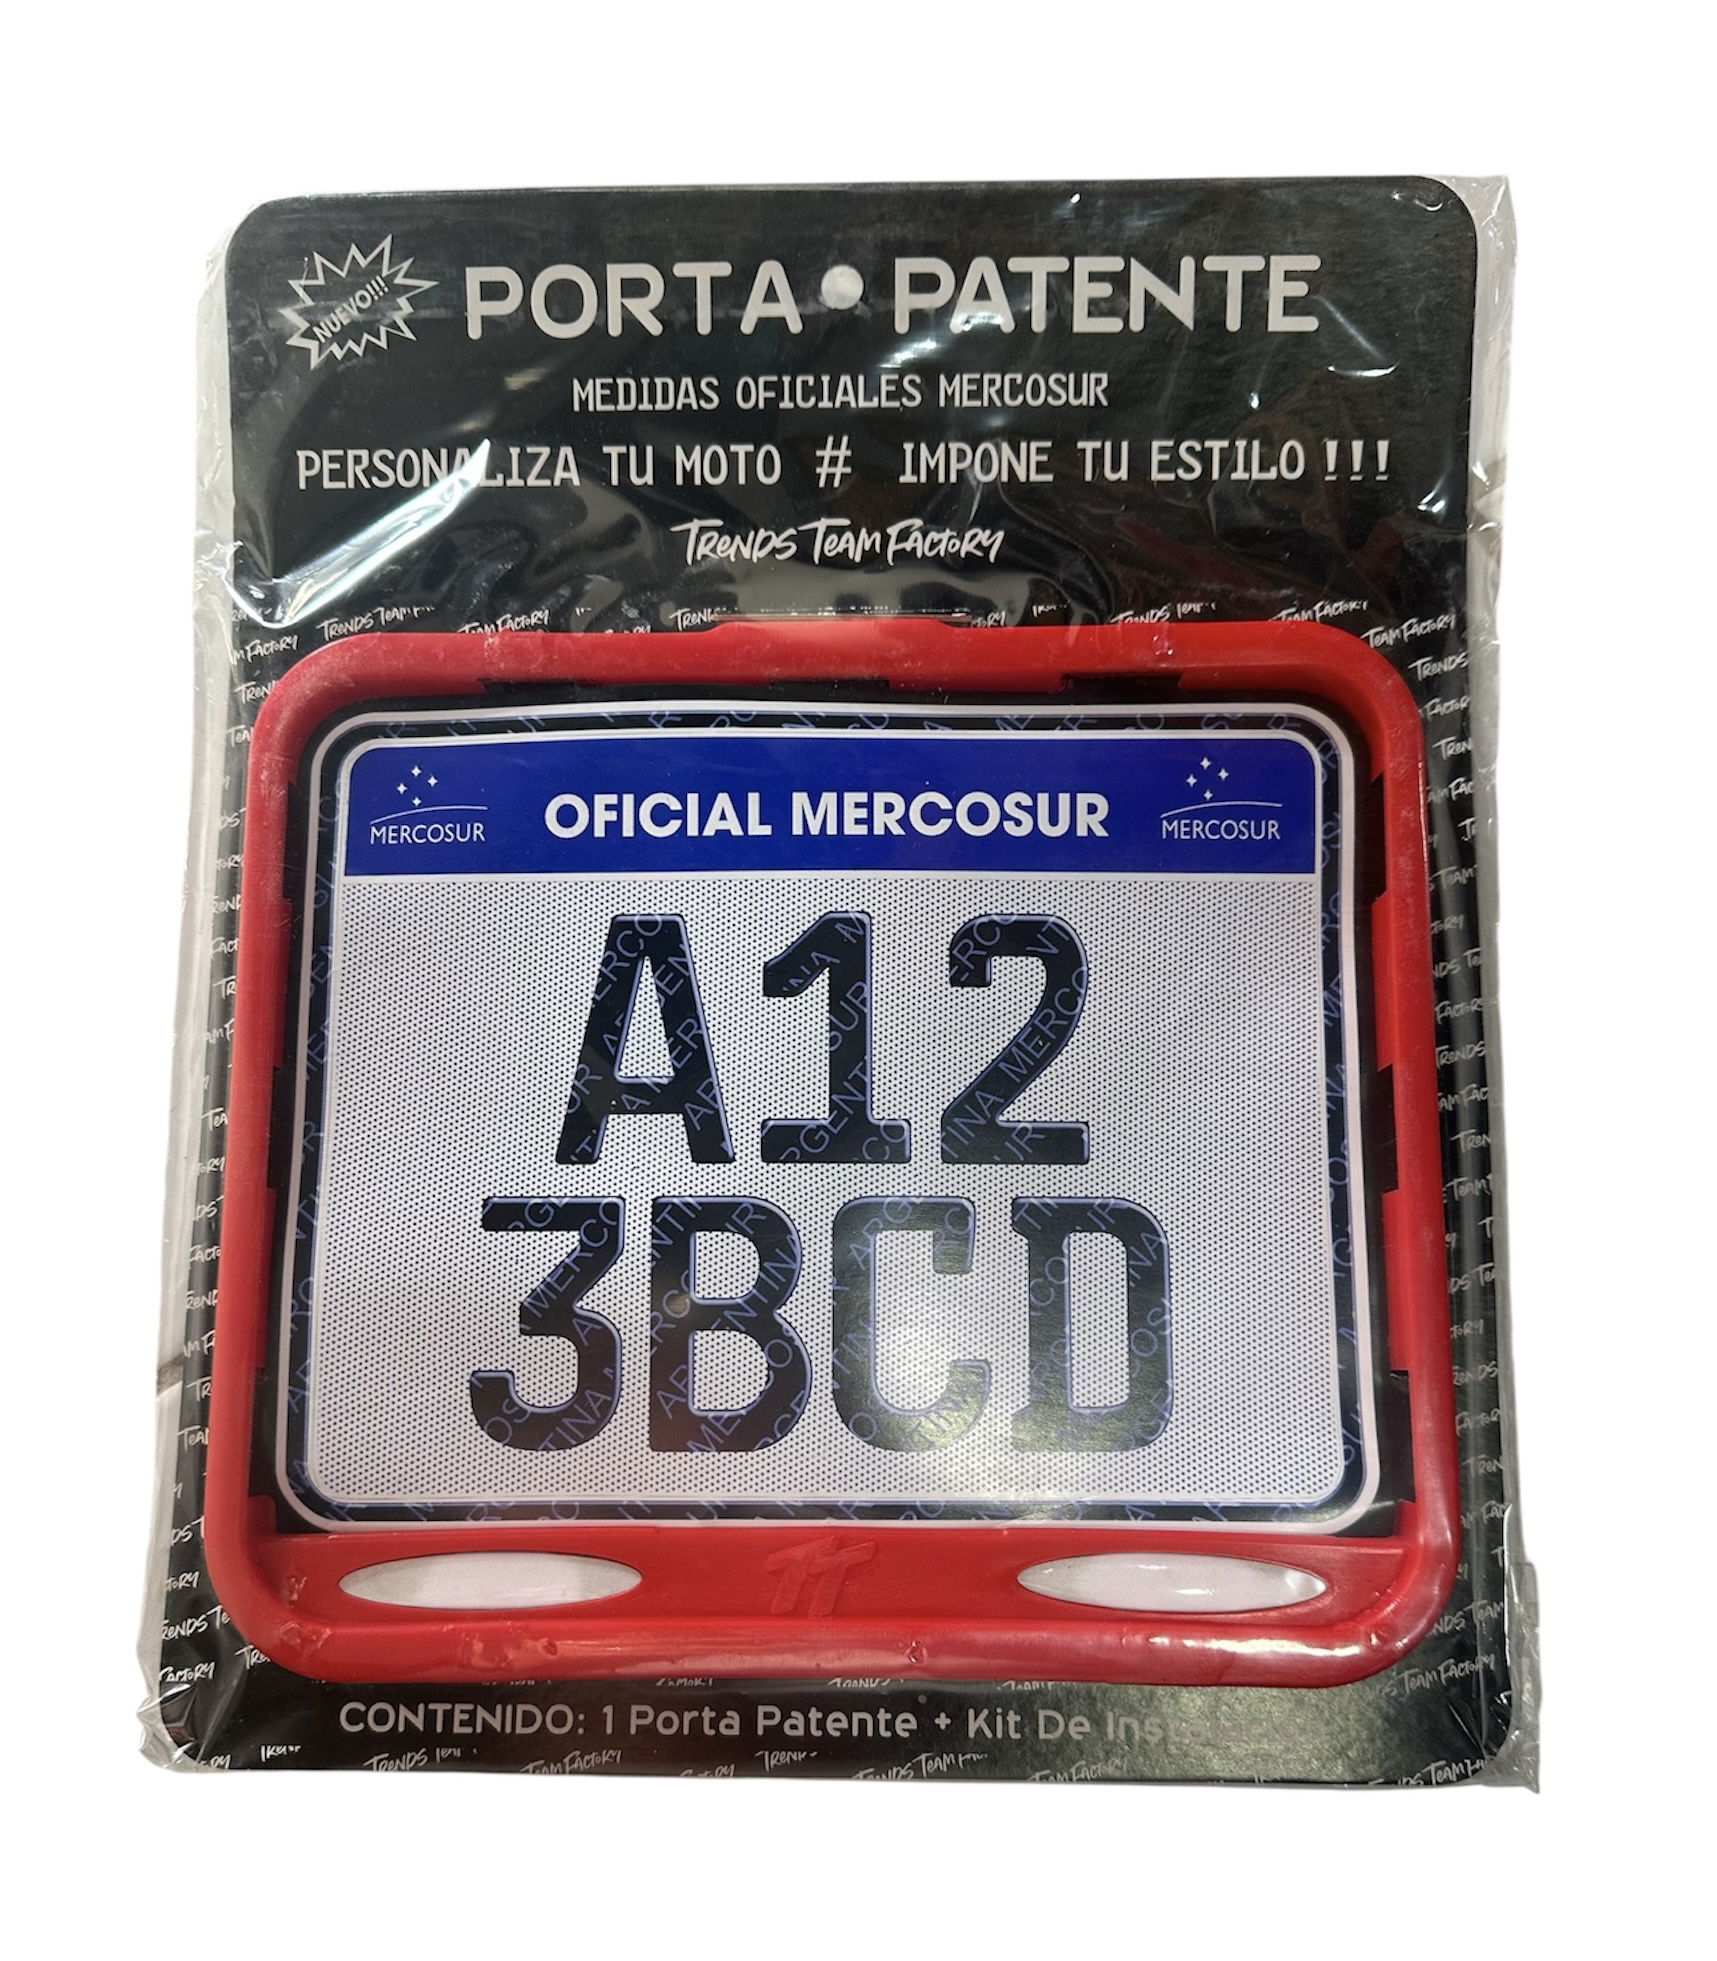 NUEVO!!!
PORTA • PATENTE
MEDIDAS OFICIALES MERCOSUR
PERSONALIZA TU MOTO # IMPONE TU ESTILO !!!
TRENDS TEAM FACTORY
MERCOSUR OFICIAL MERCOSUR MERCOSUR
A12
3BCD
TT
CONTENIDO: 1 Porta Patente + Kit De